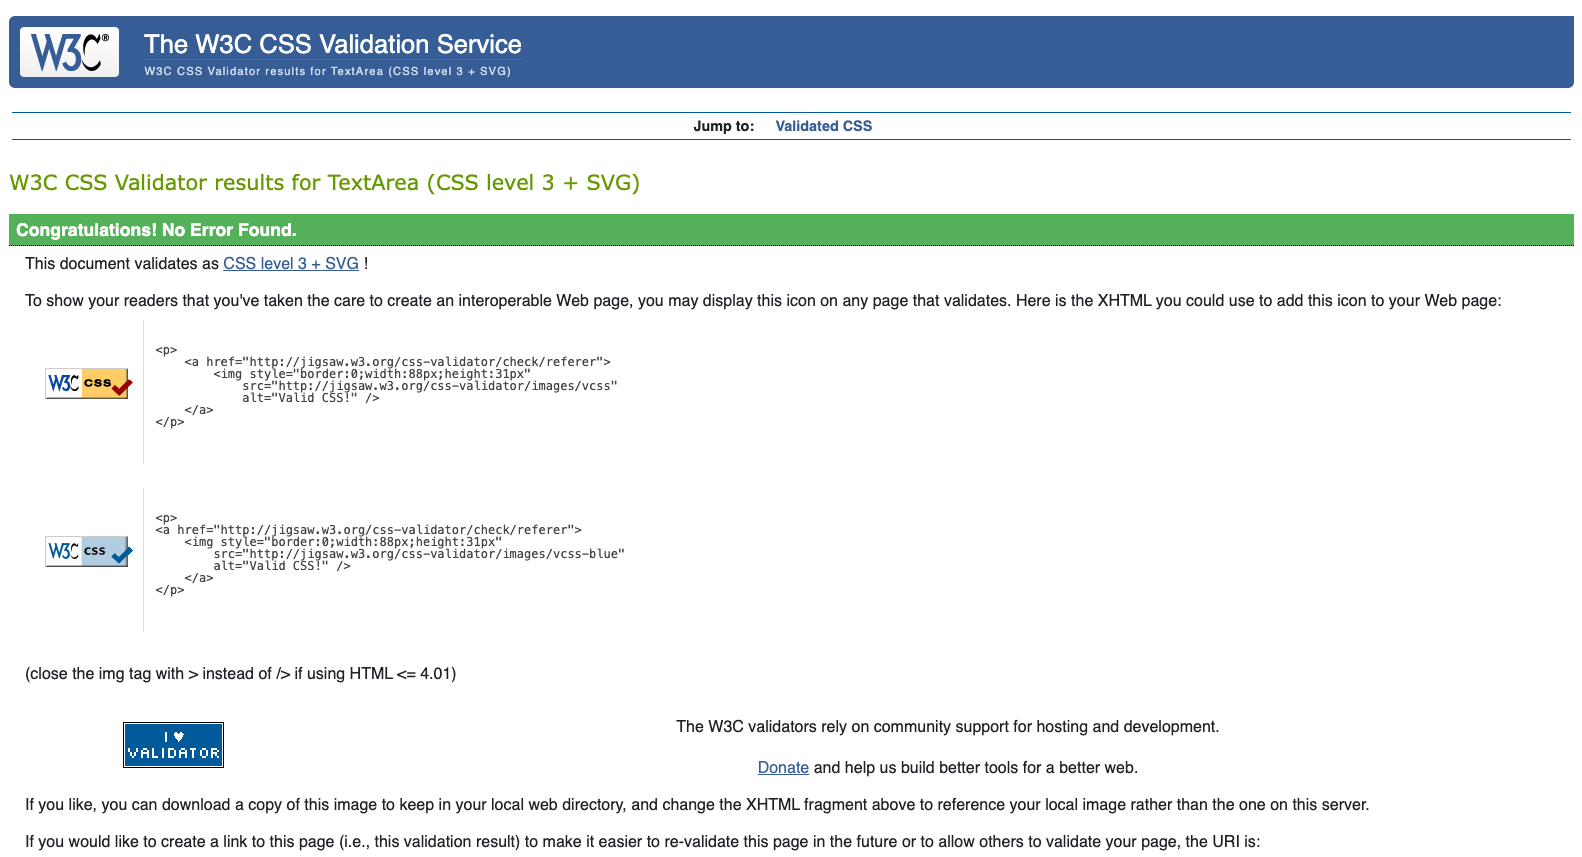 W3C®
The W3C CSS Validation Service
W3C CSS Validator results for TextArea (CSS level 3 + SVG)
Jump to: Validated CSS
W3C CSS Validator results for TextArea (CSS level 3 + SVG)
Congratulations! No Error Found.
This document validates as CSS level 3 + SVG !
To show your readers that you've taken the care to create an interoperable Web page, you may display this icon on any page that validates. Here is the XHTML you could use to add this icon to your Web page:
W3C css
<p>
    <a href="http://jigsaw.w3.org/css-validator/check/referer">
        <img style="border:0;width:88px;height:31px"
            src="http://jigsaw.w3.org/css-validator/images/vcss"
            alt="Valid CSS!" />
    </a>
</p>
W3C css
<p>
<a href="http://jigsaw.w3.org/css-validator/check/referer">
    <img style="border:0;width:88px;height:31px"
        src="http://jigsaw.w3.org/css-validator/images/vcss-blue"
        alt="Valid CSS!" />
    </a>
</p>
(close the img tag with > instead of /> if using HTML <= 4.01)
I ♥
VALIDATOR
The W3C validators rely on community support for hosting and development.
Donate and help us build better tools for a better web.
If you like, you can download a copy of this image to keep in your local web directory, and change the XHTML fragment above to reference your local image rather than the one on this server.
If you would like to create a link to this page (i.e., this validation result) to make it easier to re-validate this page in the future or to allow others to validate your page, the URI is: